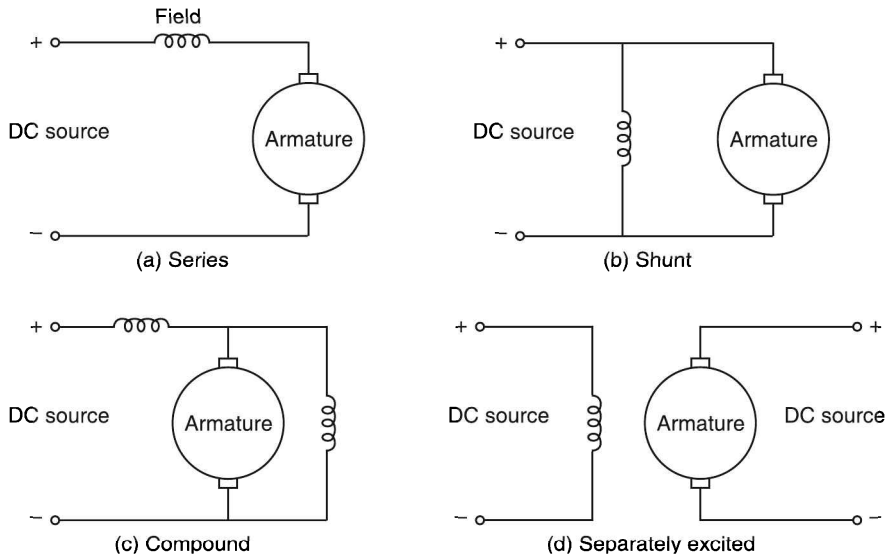 Field
+
+
DC source
Armature
DC source
Armature
−
−
(a) Series
(b) Shunt
+
+
+
DC source
Armature
DC source
Armature
DC source
−
−
−
(c) Compound
(d) Separately excited